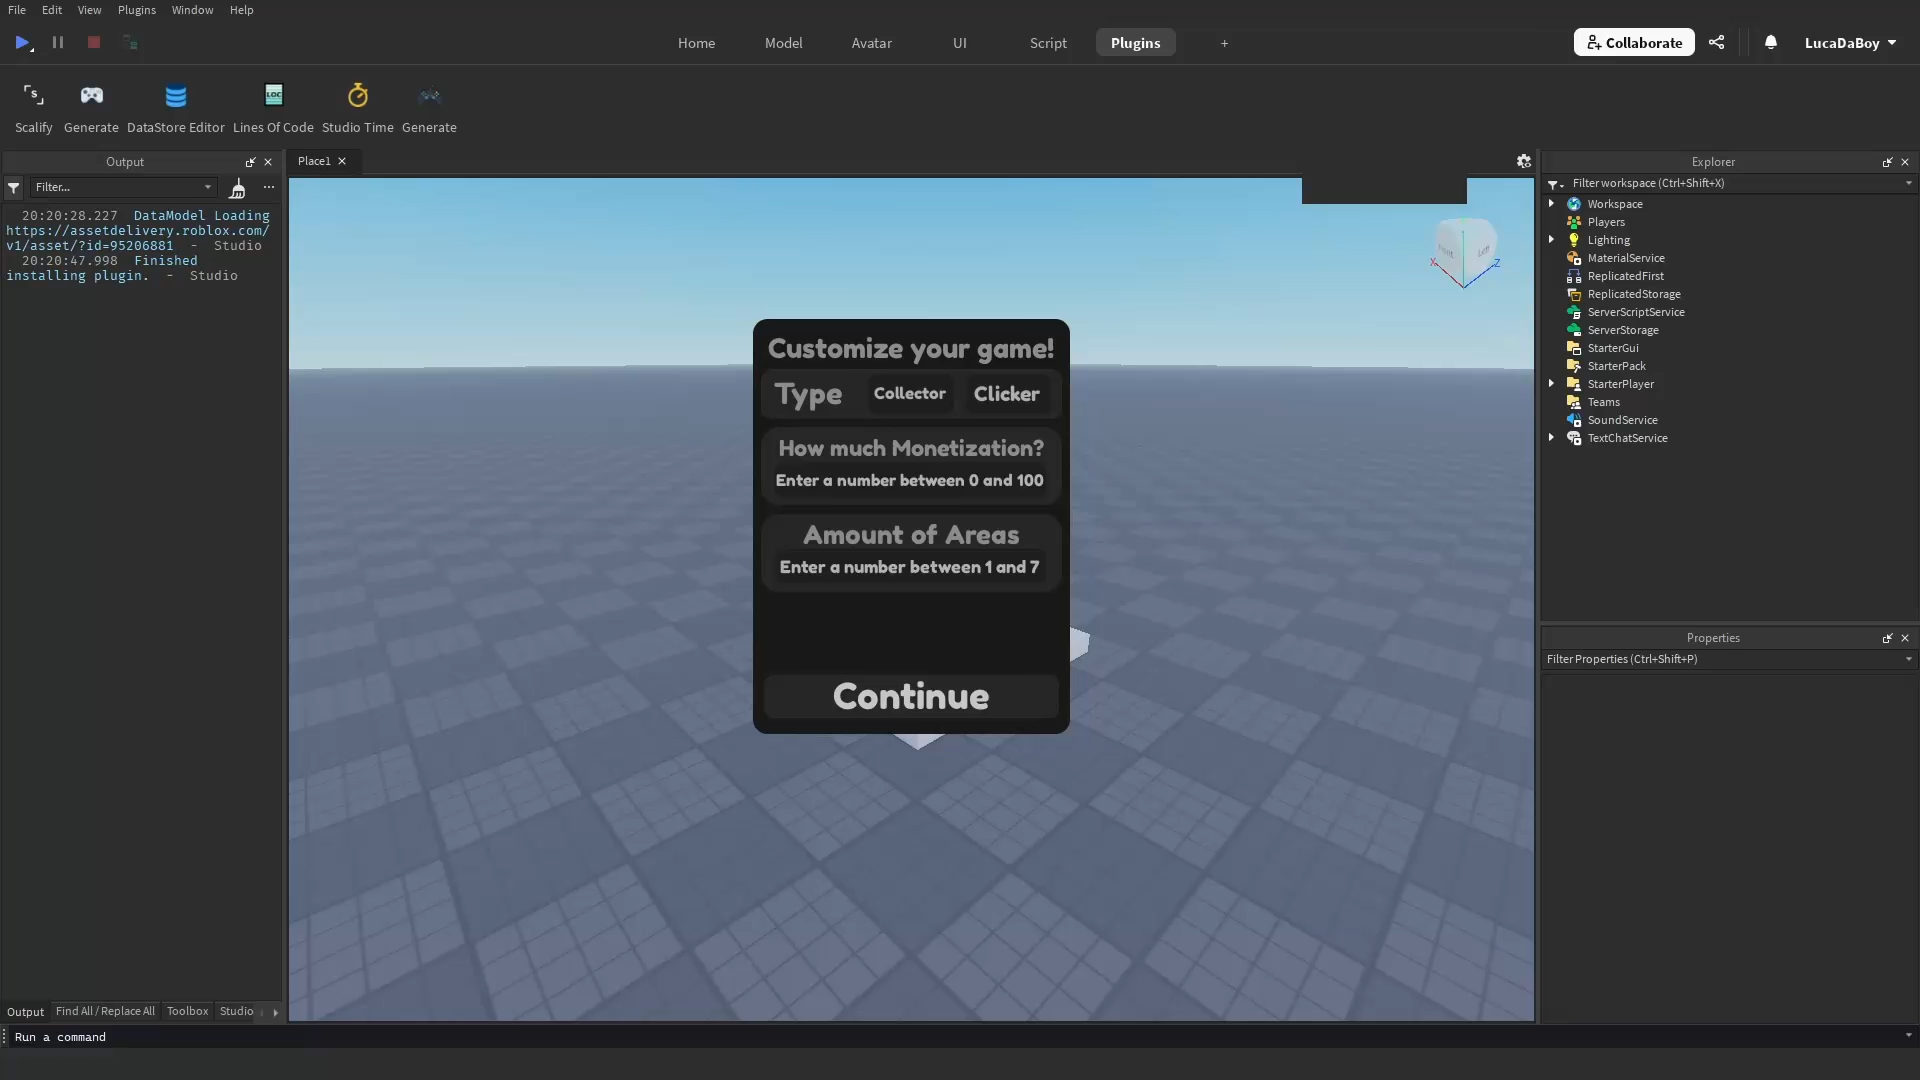 File Edit View Plugins Window Help
Home Model Avatar UI Script Plugins +
Collaborate
LucaDaBoy
Scalify Generate DataStore Editor Lines Of Code Studio Time Generate
LOC
Output
Filter...
20:20:28.227 DataModel Loading
https://assetdelivery.roblox.com/
v1/asset/?id=95206881 - Studio
20:20:47.998 Finished
installing plugin. - Studio
Place1
X
Z
Customize your game!
Type Collector Clicker
How much Monetization?
Enter a number between 0 and 100
Amount of Areas
Enter a number between 1 and 7
Continue
Explorer
Filter workspace (Ctrl+Shift+X)
Workspace
Players
Lighting
MaterialService
ReplicatedFirst
ReplicatedStorage
ServerScriptService
ServerStorage
StarterGui
StarterPack
StarterPlayer
Teams
SoundService
TextChatService
Properties
Filter Properties (Ctrl+Shift+P)
Output Find All / Replace All Toolbox Studio
Run a command